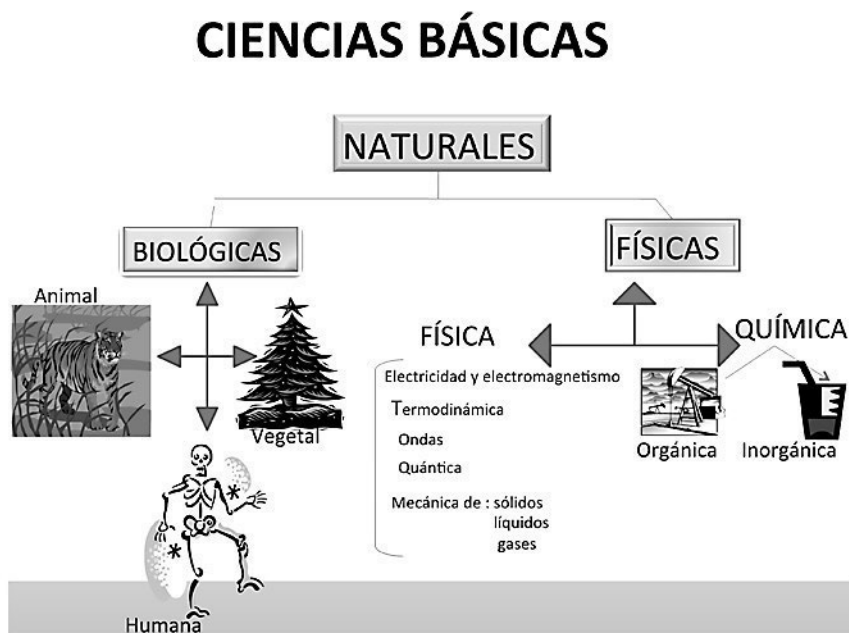 CIENCIAS BÁSICAS
NATURALES
BIOLÓGICAS
FÍSICAS
Animal
Vegetal
Humana
FÍSICA
Electricidad y electromagnetismo
Termodinámica
Ondas
Quántica
Mecánica de : sólidos
líquidos
gases
QUÍMICA
Orgánica
Inorgánica